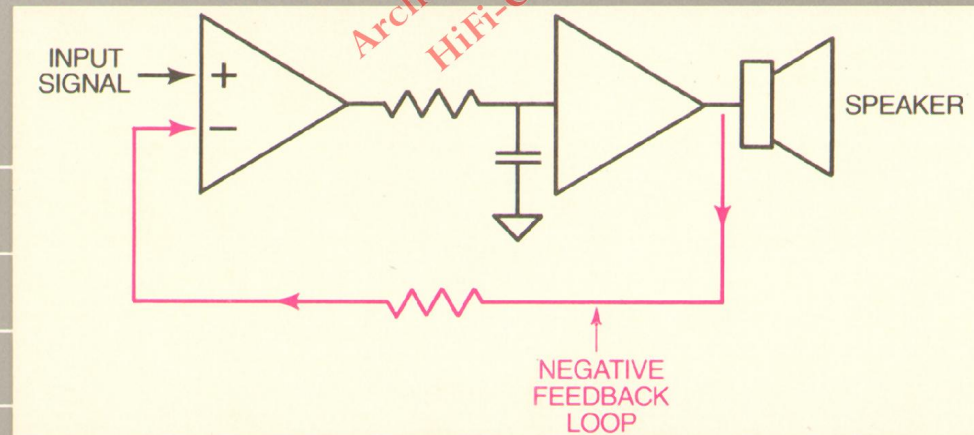 INPUT
SIGNAL
+
−
SPEAKER
NEGATIVE
FEEDBACK
LOOP